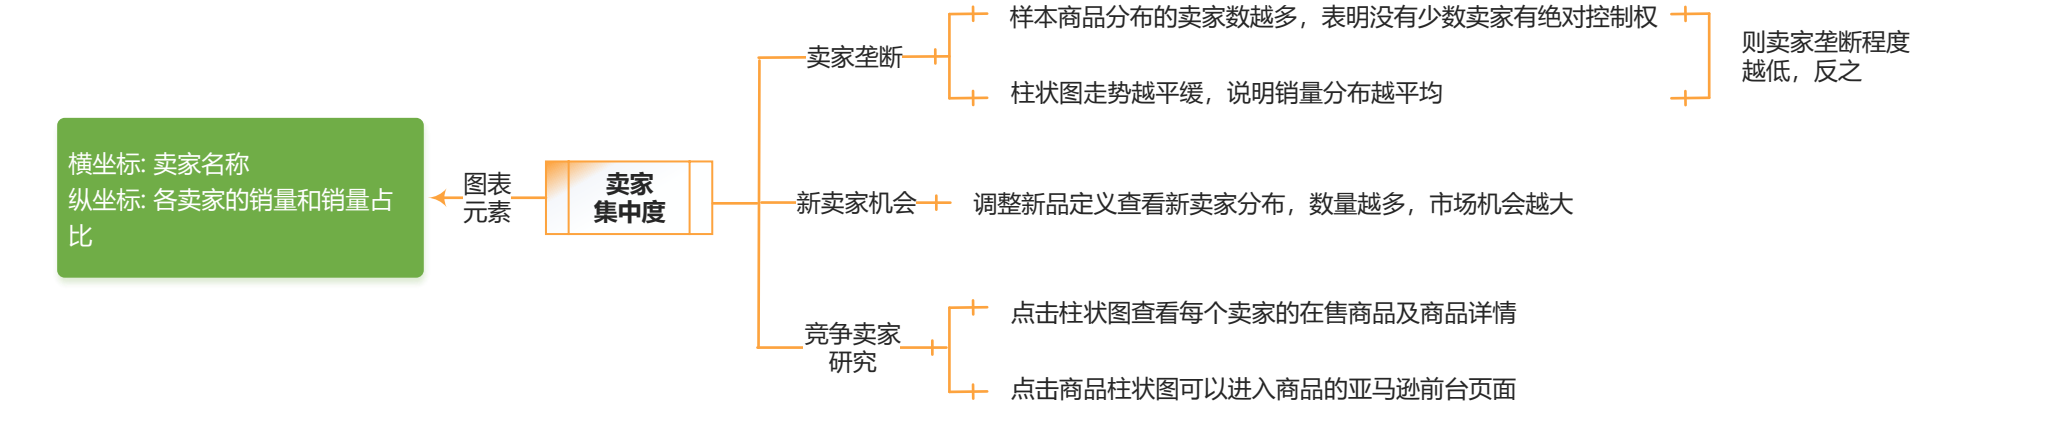 样本商品分布的卖家数越多，表明没有少数卖家有绝对控制权
则卖家垄断程度
越低，反之
卖家垄断
柱状图走势越平缓，说明销量分布越平均
横坐标: 卖家名称
纵坐标: 各卖家的销量和销量占
比
图表
元素
卖家
集中度
新卖家机会
调整新品定义查看新卖家分布，数量越多，市场机会越大
竞争卖家
研究
点击柱状图查看每个卖家的在售商品及商品详情
点击商品柱状图可以进入商品的亚马逊前台页面